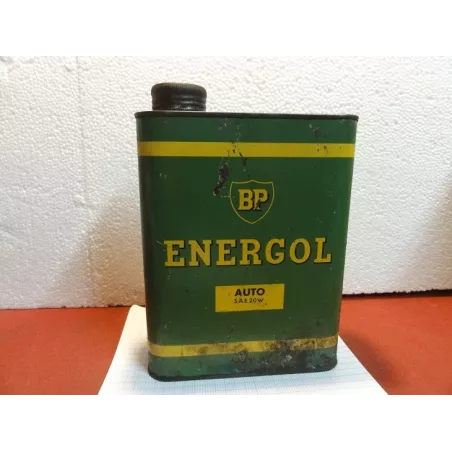 BP
ENERGOL
AUTO
SAE 20W